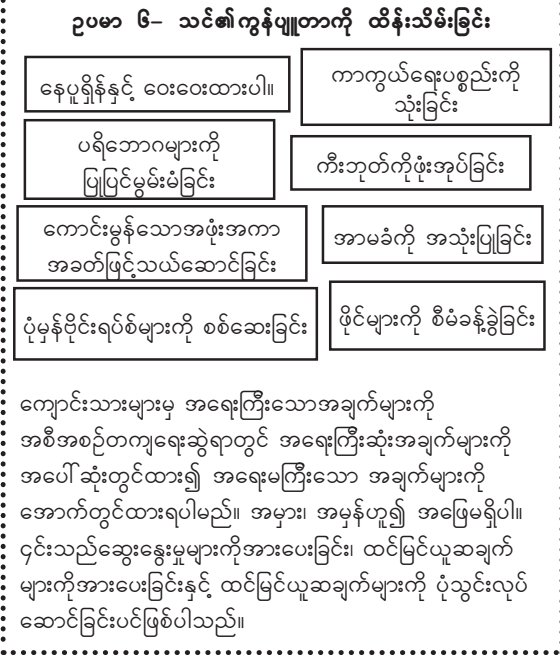 ဥပမာ ၆– သင်၏ကွန်ပျူတာကို ထိန်းသိမ်းခြင်း
နေပူရှိန်နှင့် ဝေးဝေးထားပါ။
ကာကွယ်ရေးပစ္စည်းကို
သုံးခြင်း
ပရိဘောဂများကို
ပြုပြင်မွမ်းမံခြင်း
ကီးဘုတ်ကိုဖုံးအုပ်ခြင်း
ကောင်းမွန်သောအဖုံးအကာ
အခတ်ဖြင့်သယ်ဆောင်ခြင်း
အာမခံကို အသုံးပြုခြင်း
ပုံမှန်ဗိုင်းရပ်စ်များကို စစ်ဆေးခြင်း
ဖိုင်များကို စီမံခန့်ခွဲခြင်း
ကျောင်းသားများမှ အရေးကြီးသောအချက်များကို
အစီအစဉ်တကျရေးဆွဲရာတွင် အရေးကြီးဆုံးအချက်များကို
အပေါ်ဆုံးတွင်ထား၍ အရေးမကြီးသော အချက်များကို
အောက်တွင်ထားရပါမည်။ အမှား၊ အမှန်ဟူ၍ အဖြေမရှိပါ။
၄င်းသည်ဆွေးနွေးမှုများကိုအားပေးခြင်း၊ ထင်မြင်ယူဆချက်
များကိုအားပေးခြင်းနှင့် ထင်မြင်ယူဆချက်များကို ပုံသွင်းလုပ်
ဆောင်ခြင်းပင်ဖြစ်ပါသည်။